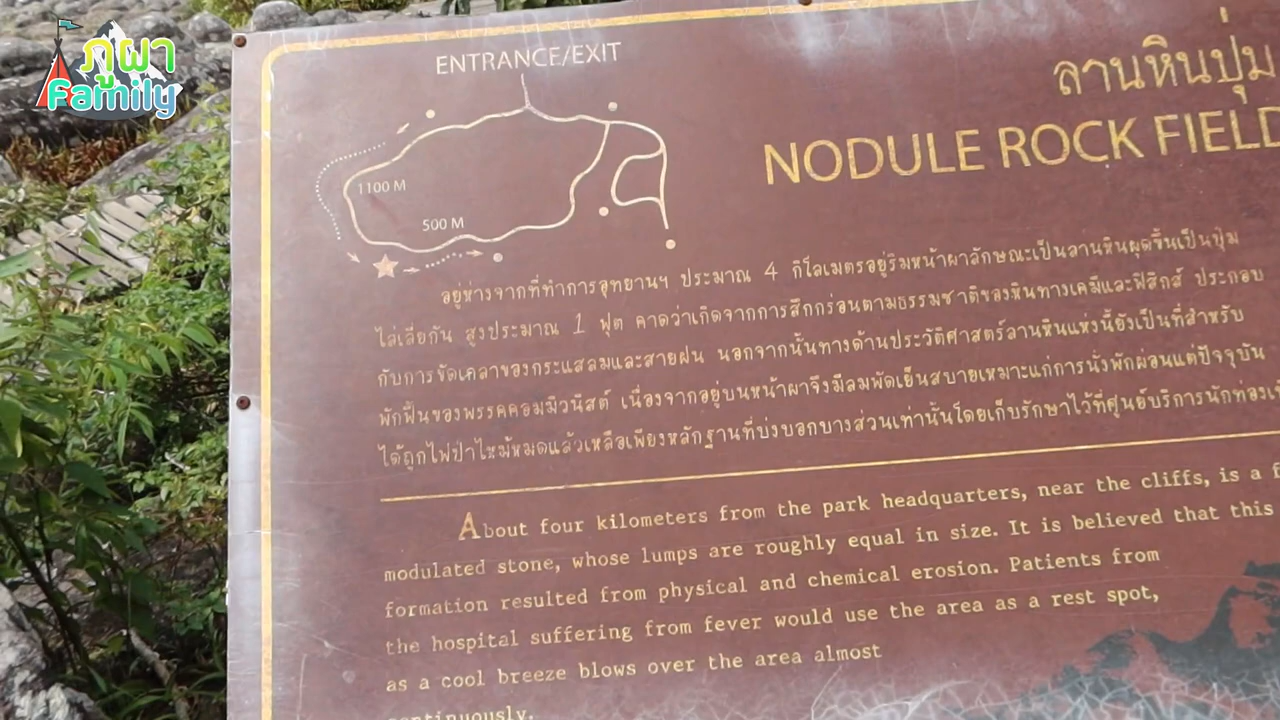 ภูผา
Family
ENTRANCE/EXIT
1100 M
500 M
ลานหินปุ่ม
NODULE ROCK FIELD
อยู่ห่างจากที่ทำการอุทยานฯ ประมาณ 4 กิโลเมตรอยู่ริมหน้าผาลักษณะเป็นลานหินผุดขึ้นเป็นปุ่ม
ไล่เลี่ยกัน สูงประมาณ 1 ฟุต คาดว่าเกิดจากการสึกกร่อนตามธรรมชาติของหินทางเคมีและฟิสิกส์ ประกอบ
กับการขัดเกลาของกระแสลมและสายฝน นอกจากนั้นทางด้านประวัติศาสตร์ลานหินแห่งนี้ยังเป็นที่สำหรับ
พักฟื้นของพรรคคอมมิวนิสต์ เนื่องจากอยู่บนหน้าผาจึงมีลมพัดเย็นสบายเหมาะแก่การนั่งพักผ่อนแต่ปัจจุบัน
ได้ถูกไฟป่าไหม้หมดแล้วเหลือเพียงหลักฐานที่บ่งบอกบางส่วนเท่านั้นโดยเก็บรักษาไว้ที่ศูนย์บริการนักท่องเ
About four kilometers from the park headquarters, near the cliffs, is a f
modulated stone, whose lumps are roughly equal in size. It is believed that this
formation resulted from physical and chemical erosion. Patients from
the hospital suffering from fever would use the area as a rest spot,
as a cool breeze blows over the area almost
continuously.